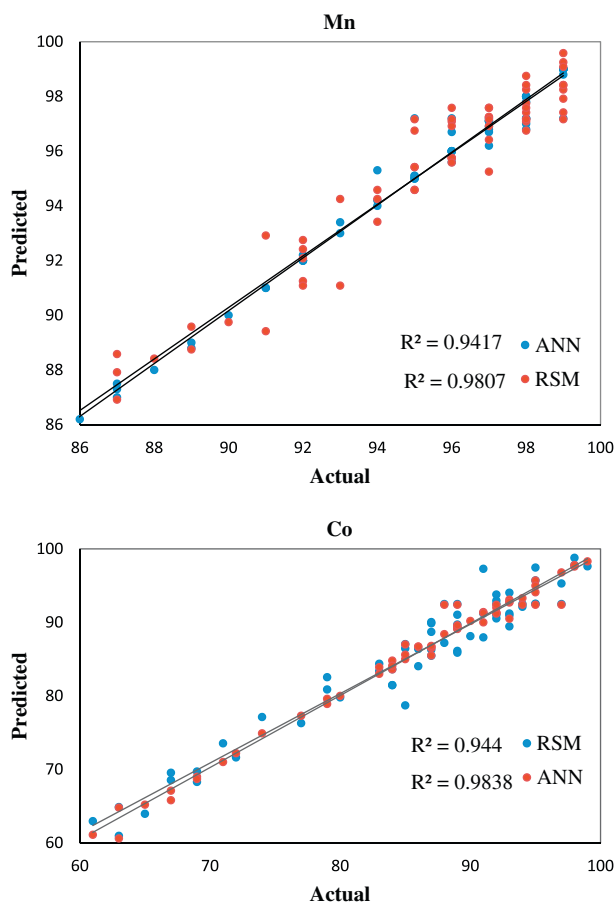 Mn
100
98
96
94
92
90
88
86
Predicted
R² = 0.9417 ANN
R² = 0.9807 RSM
86 88 90 92 94 96 98 100
Actual
Co
100
90
80
70
60
Predicted
R² = 0.944 RSM
R² = 0.9838 ANN
60 70 80 90 100
Actual